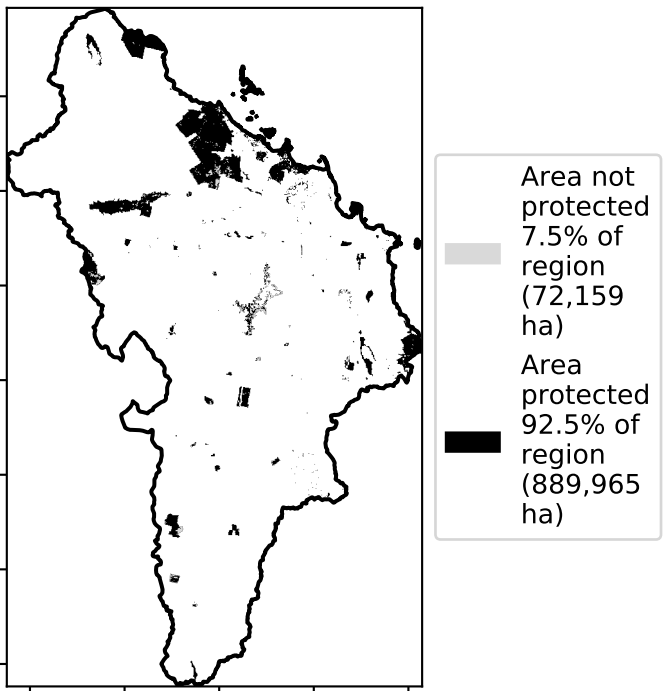 Area not
protected
7.5% of
region
(72,159
ha)
Area
protected
92.5% of
region
(889,965
ha)